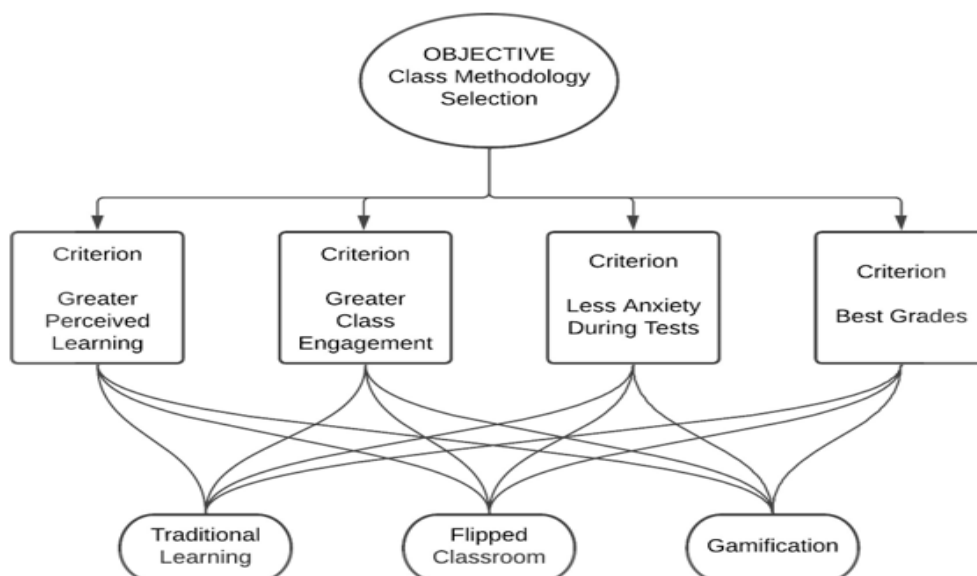 OBJECTIVE
Class Methodology
Selection
Criterion
Greater
Perceived
Learning
Criterion
Greater
Class
Engagement
Criterion
Less Anxiety
During Tests
Criterion
Best Grades
Traditional
Learning
Flipped
Classroom
Gamification